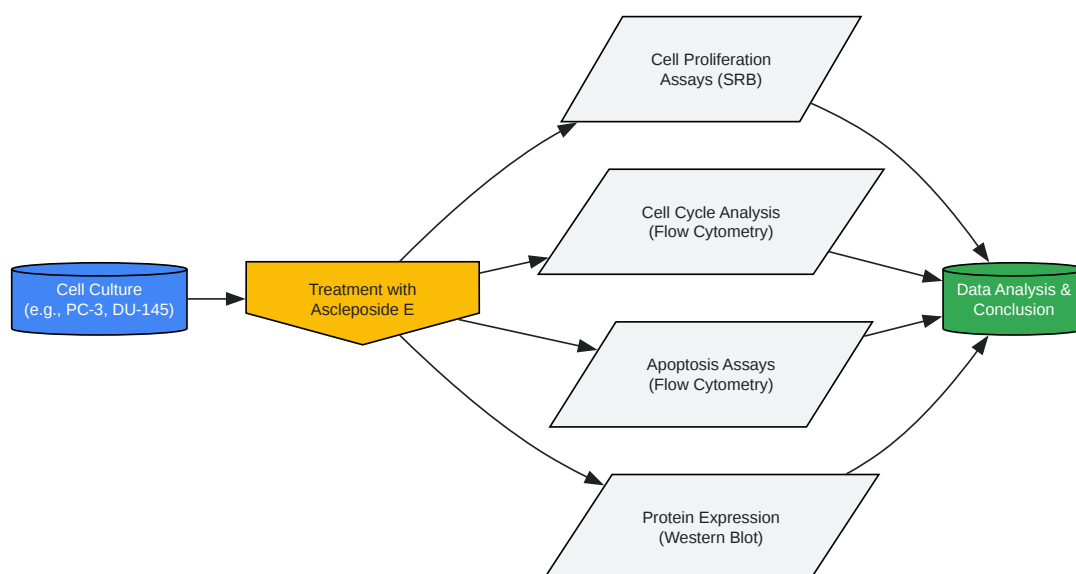 Cell Culture
(e.g., PC-3, DU-145)
Treatment with
Ascleposide E
Cell Proliferation
Assays (SRB)
Cell Cycle Analysis
(Flow Cytometry)
Apoptosis Assays
(Flow Cytometry)
Protein Expression
(Western Blot)
Data Analysis &
Conclusion